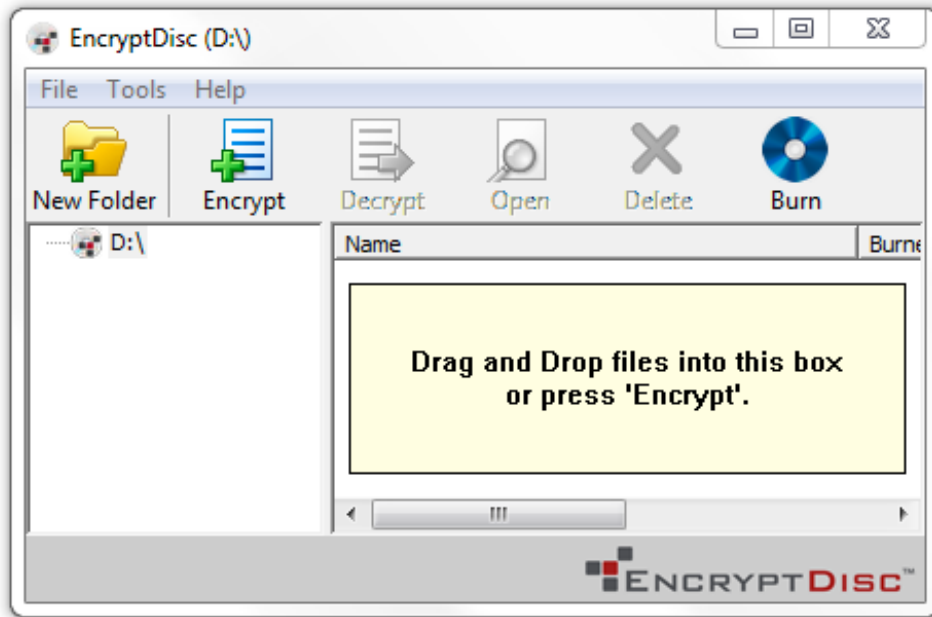 EncryptDisc (D:\)
File Tools Help
New Folder Encrypt Decrypt Open Delete Burn
D:\
Name Burne
Drag and Drop files into this box
or press 'Encrypt'.
ENCRYPTDISC™